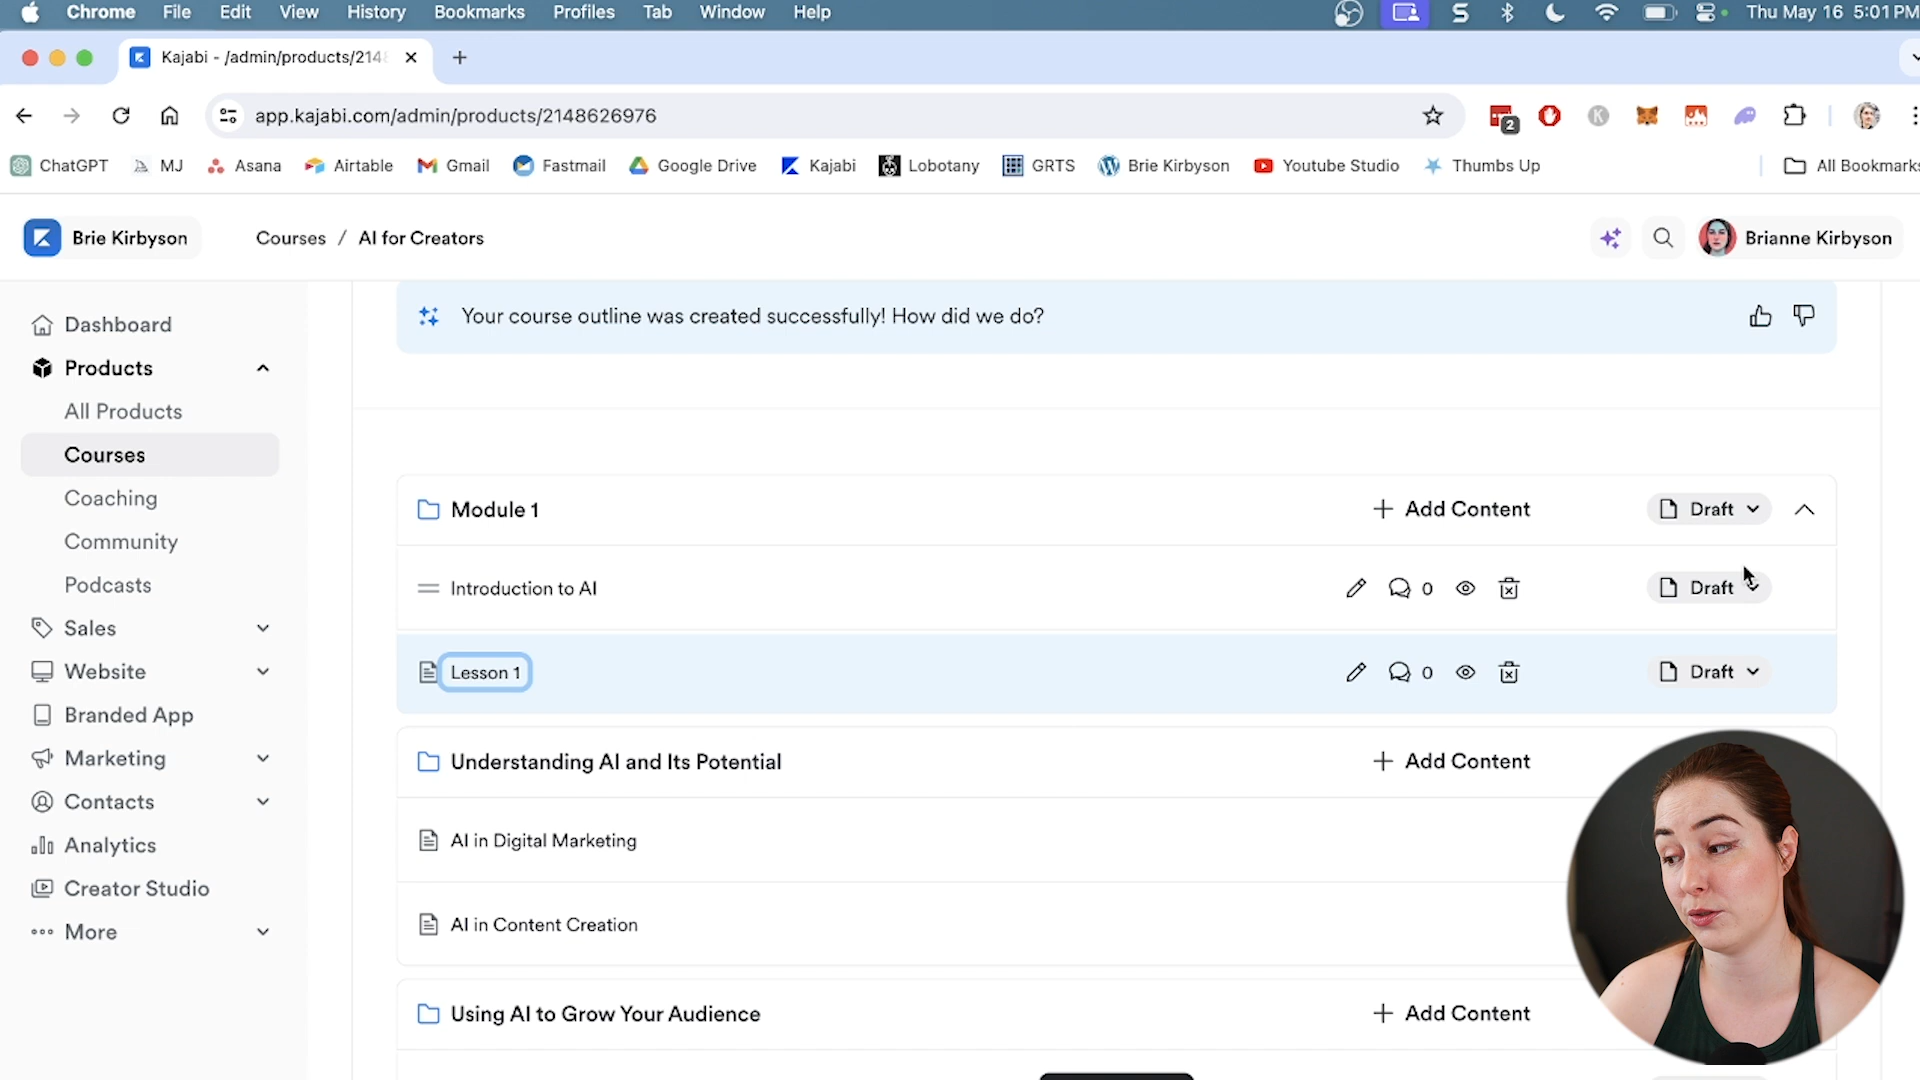 Chrome File Edit View History Bookmarks Profiles Tab Window Help Thu May 16 5:01 PM
Kajabi - /admin/products/2148
app.kajabi.com/admin/products/2148626976
2
ChatGPT MJ Asana Airtable Gmail Fastmail Google Drive Kajabi Lobotany GRTS Brie Kirbyson Youtube Studio Thumbs Up All Bookmarks
Brie Kirbyson Courses / AI for Creators Brianne Kirbyson
Dashboard
Products
All Products
Courses
Coaching
Community
Podcasts
Sales
Website
Branded App
Marketing
Contacts
Analytics
Creator Studio
More
Your course outline was created successfully! How did we do?
Module 1 Add Content Draft
Introduction to AI 0 Draft
Lesson 1 0 Draft
Understanding AI and Its Potential Add Content
AI in Digital Marketing
AI in Content Creation
Using AI to Grow Your Audience Add Content